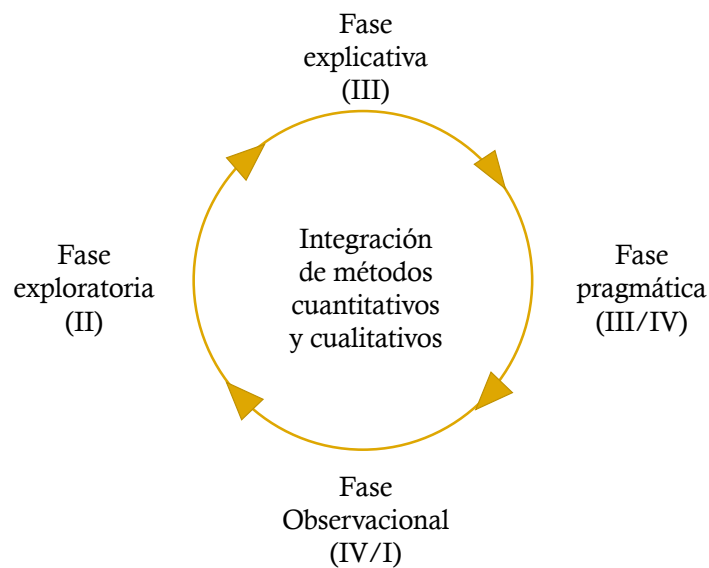 Fase
explicativa
(III)
Fase
exploratoria
(II)
Integración
de métodos
cuantitativos
y cualitativos
Fase
pragmática
(III/IV)
Fase
Observacional
(IV/I)